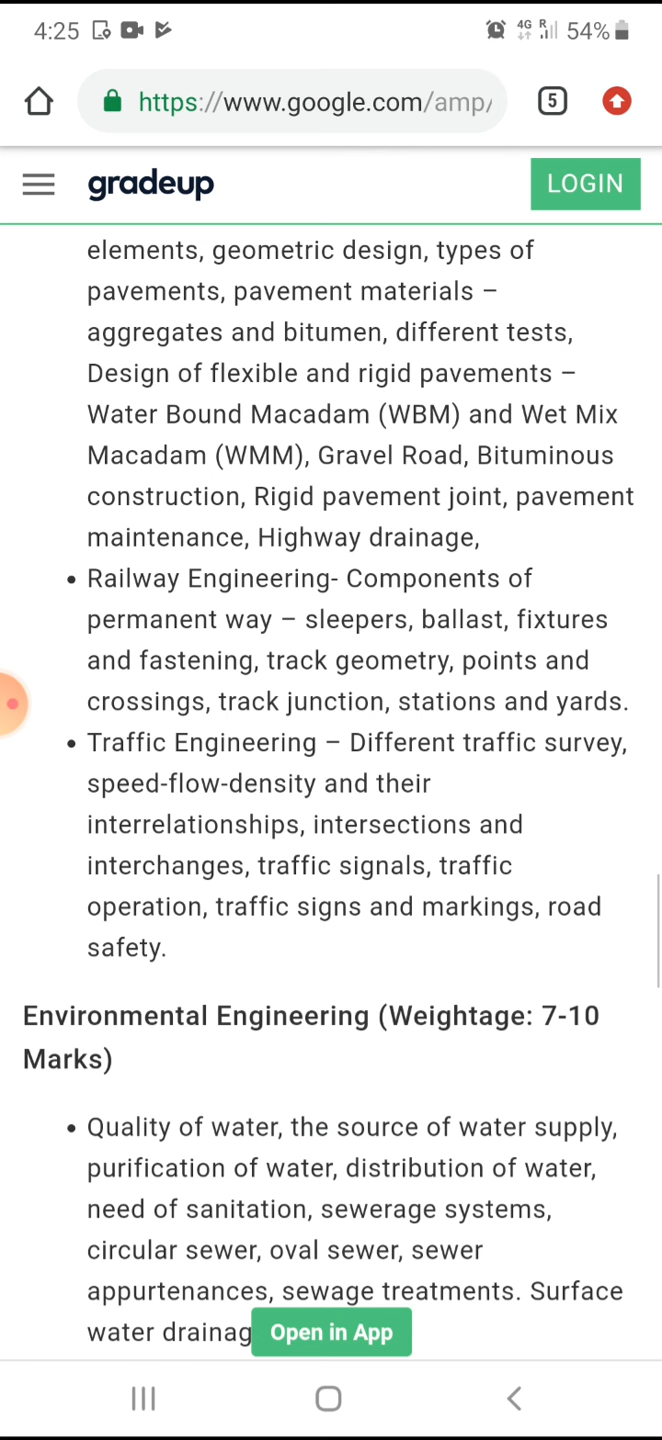 4:25
4G R 54%
https://www.google.com/amp/
5
gradeup
LOGIN
elements, geometric design, types of
pavements, pavement materials –
aggregates and bitumen, different tests,
Design of flexible and rigid pavements –
Water Bound Macadam (WBM) and Wet Mix
Macadam (WMM), Gravel Road, Bituminous
construction, Rigid pavement joint, pavement
maintenance, Highway drainage,
• Railway Engineering- Components of
permanent way – sleepers, ballast, fixtures
and fastening, track geometry, points and
crossings, track junction, stations and yards.
• Traffic Engineering – Different traffic survey,
speed-flow-density and their
interrelationships, intersections and
interchanges, traffic signals, traffic
operation, traffic signs and markings, road
safety.
Environmental Engineering (Weightage: 7-10
Marks)
• Quality of water, the source of water supply,
purification of water, distribution of water,
need of sanitation, sewerage systems,
circular sewer, oval sewer, sewer
appurtenances, sewage treatments. Surface
water drainag
Open in App